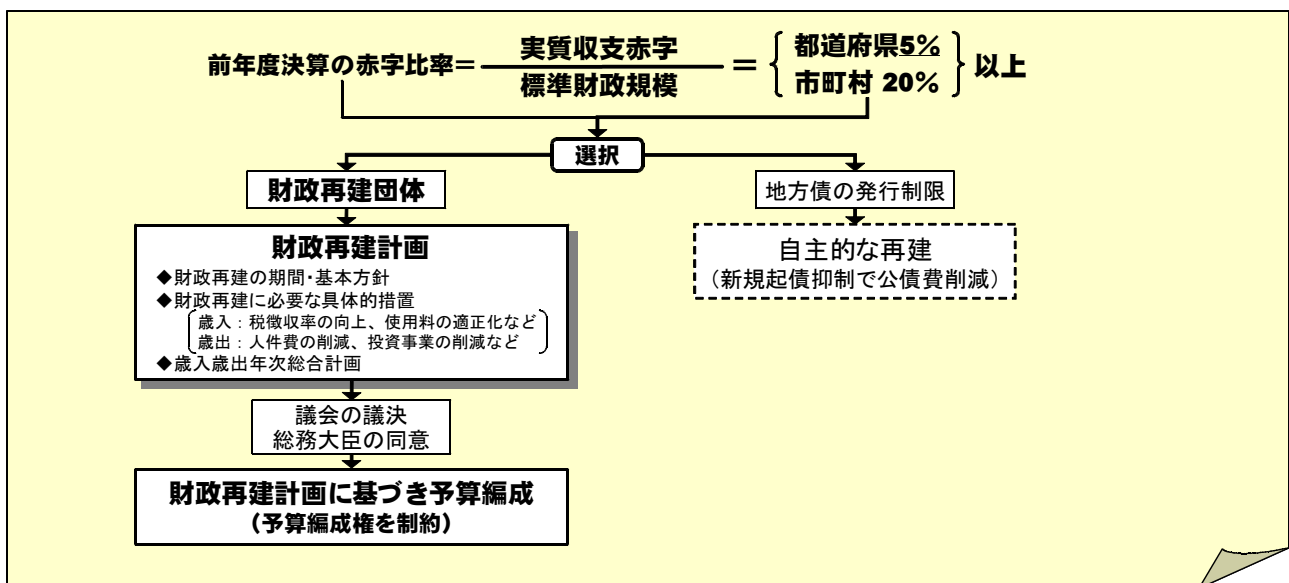 前年度決算の赤字比率＝実質収支赤字／標準財政規模＝｛都道府県5%
市町村 20%｝以上
選択
財政再建団体
財政再建計画
◆財政再建の期間・基本方針
◆財政再建に必要な具体的措置
歳入：税徴収率の向上、使用料の適正化など
歳出：人件費の削減、投資事業の削減など
◆歳入歳出年次総合計画
議会の議決
総務大臣の同意
財政再建計画に基づき予算編成
（予算編成権を制約）
地方債の発行制限
自主的な再建
（新規起債抑制で公債費削減）